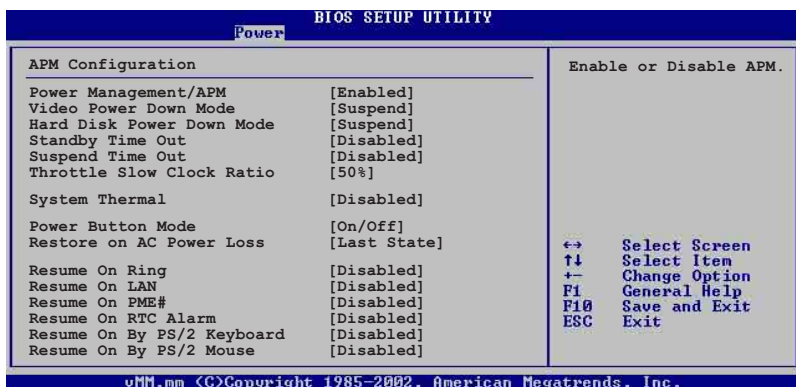 BIOS SETUP UTILITY
Power
APM Configuration
Power Management/APM [Enabled]
Video Power Down Mode [Suspend]
Hard Disk Power Down Mode [Suspend]
Standby Time Out [Disabled]
Suspend Time Out [Disabled]
Throttle Slow Clock Ratio [50%]
System Thermal [Disabled]
Power Button Mode [On/Off]
Restore on AC Power Loss [Last State]
Resume On Ring [Disabled]
Resume On LAN [Disabled]
Resume On PME# [Disabled]
Resume On RTC Alarm [Disabled]
Resume On By PS/2 Keyboard [Disabled]
Resume On By PS/2 Mouse [Disabled]
Enable or Disable APM.
←→ Select Screen
↑↓ Select Item
+- Change Option
F1 General Help
F10 Save and Exit
ESC Exit
vMM.mm (C)Copyright 1985-2002, American Megatrends, Inc.